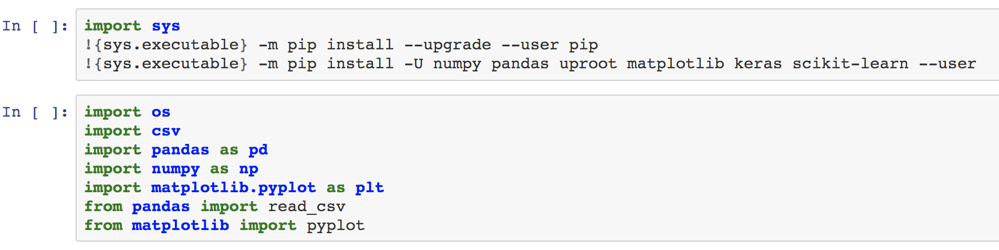 In [ ]: import sys
!{sys.executable} -m pip install --upgrade --user pip
!{sys.executable} -m pip install -U numpy pandas uproot matplotlib keras scikit-learn --user
In [ ]: import os
import csv
import pandas as pd
import numpy as np
import matplotlib.pyplot as plt
from pandas import read_csv
from matplotlib import pyplot